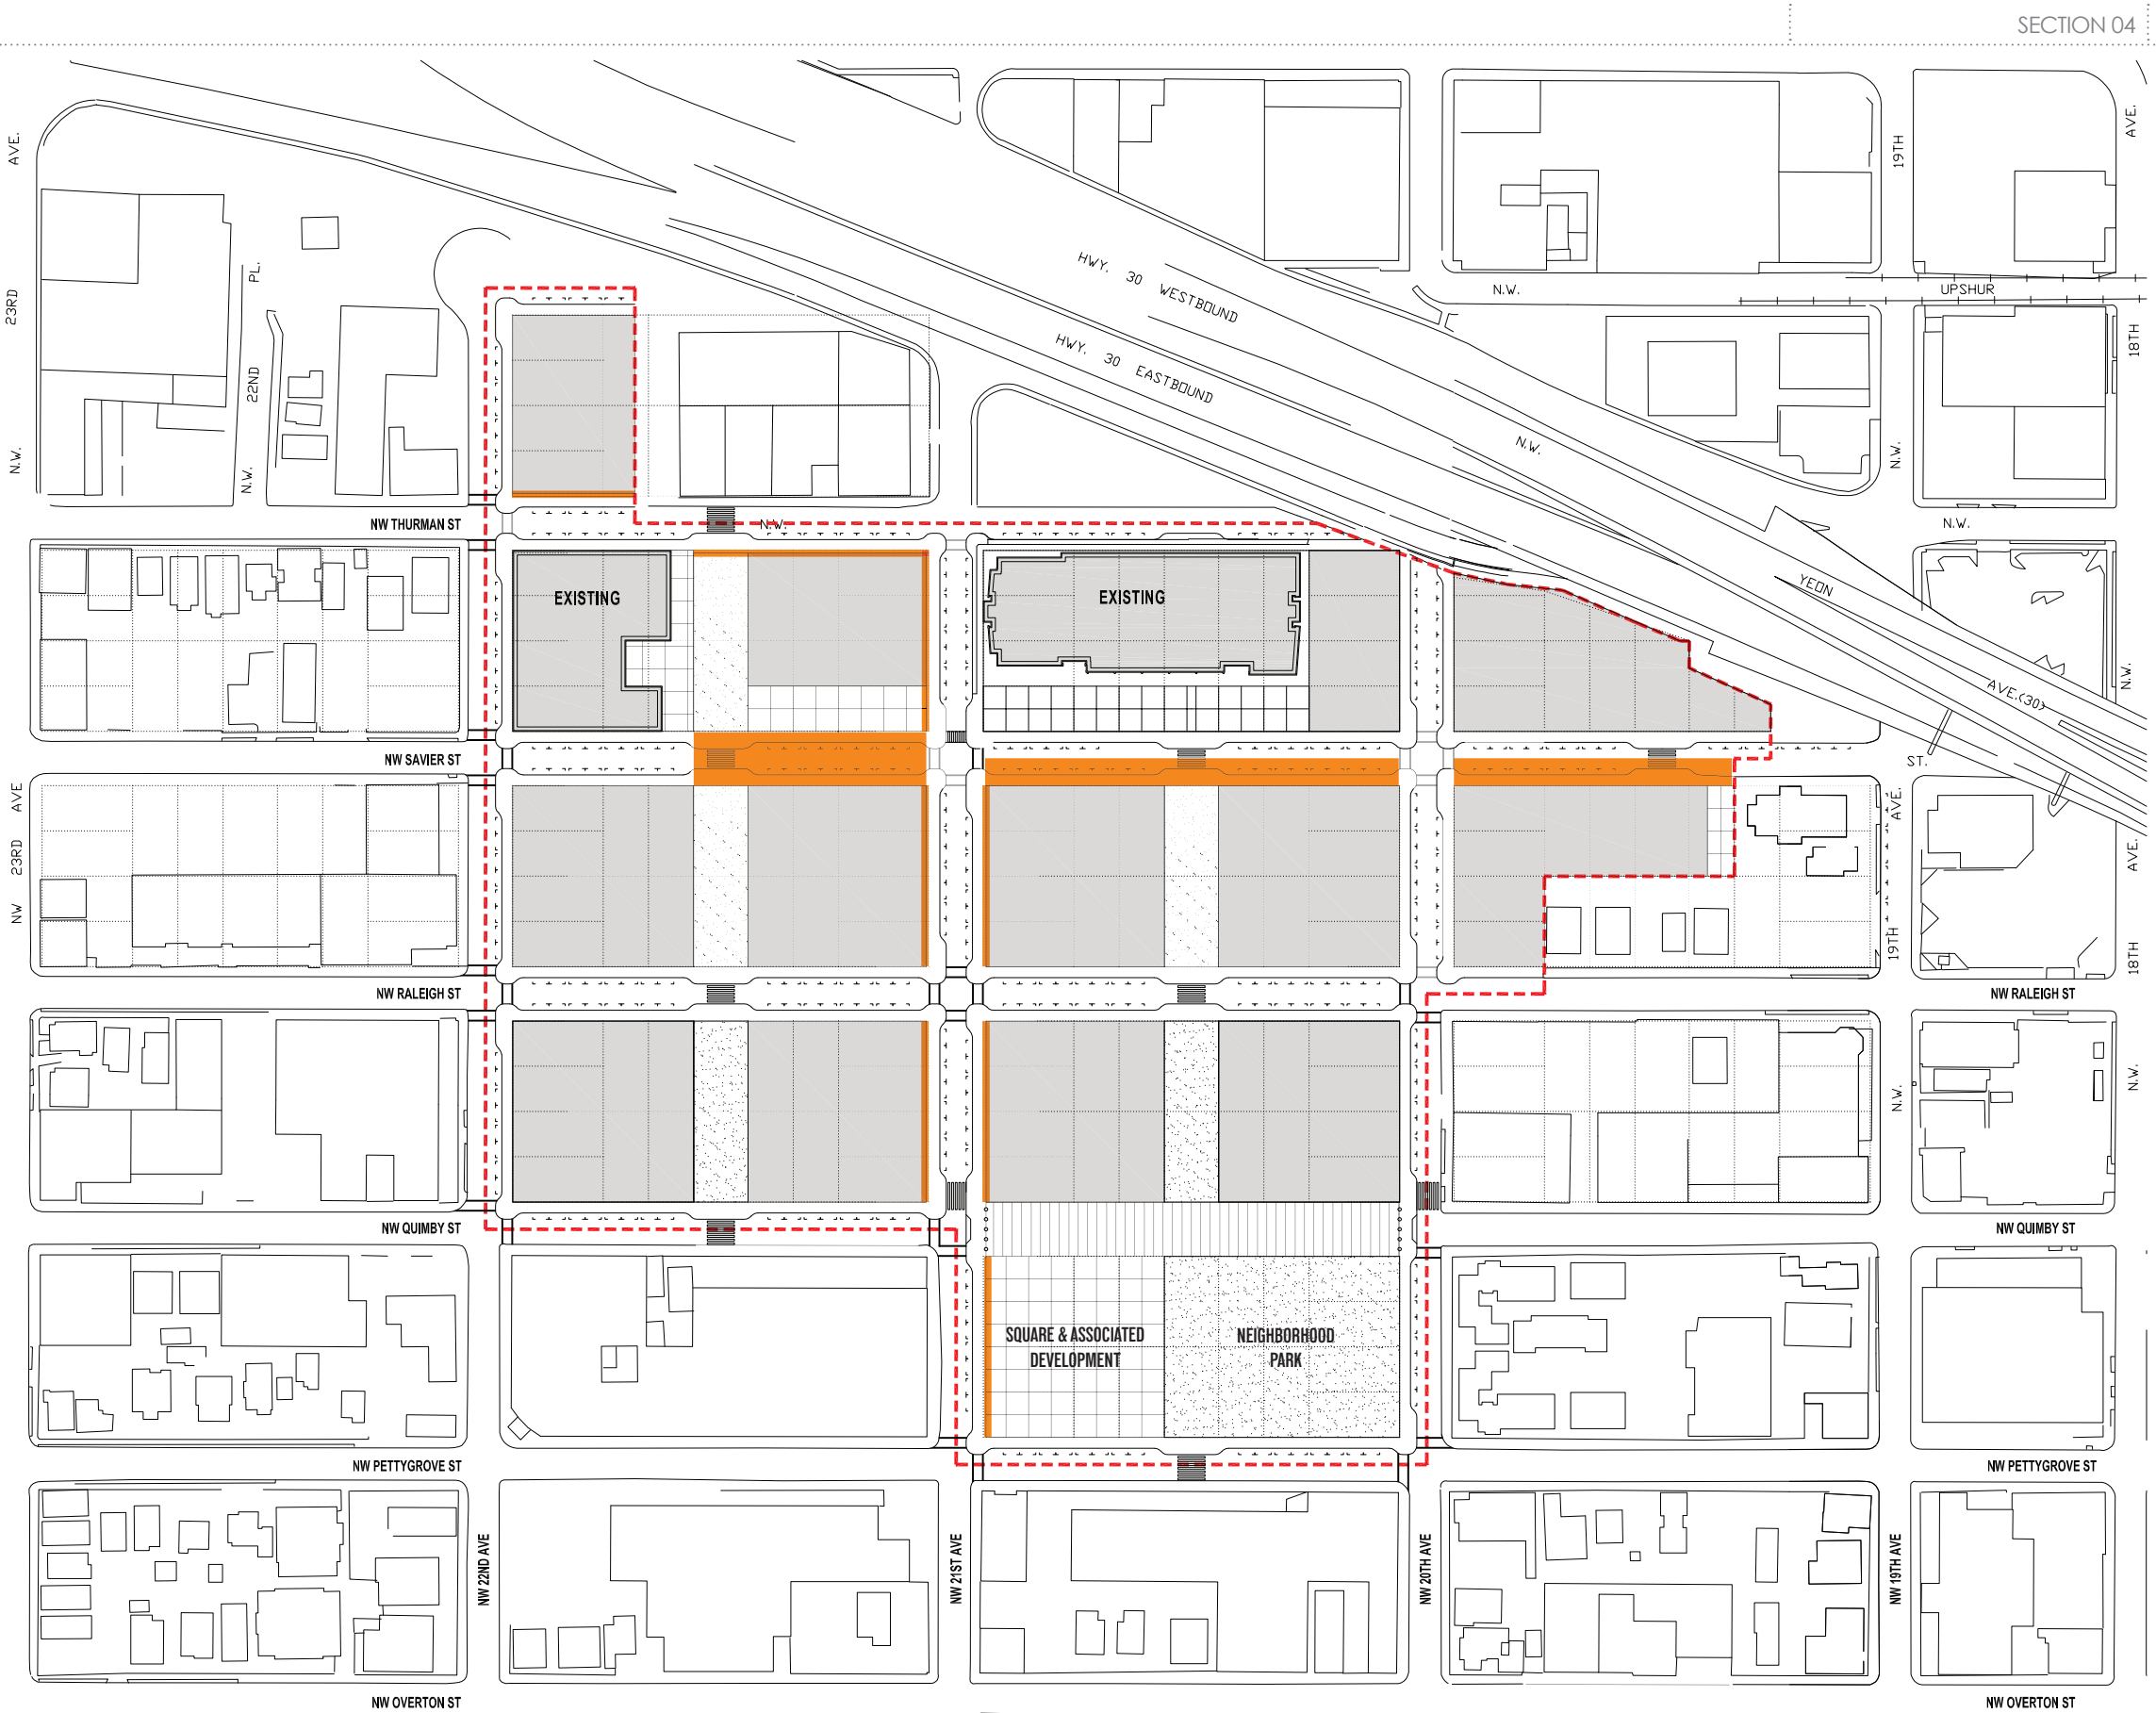 SECTION 04
AVE.
23RD
N.W.
PL.
22ND
N.W.
HWY. 30 WESTBOUND
HWY. 30 EASTBOUND
N.W.
19TH
N.W.
AVE.
18TH
N.W. UPSHUR
N.W.
N.W.
YEON
AVE.(30)
N.W.
NW THURMAN ST
N.W.
EXISTING
EXISTING
NW SAVIER ST
ST.
AVE
23RD
NW
AVE.
19TH
AVE.
18TH
NW RALEIGH ST
NW RALEIGH ST
N.W.
N.W.
NW QUIMBY ST
NW QUIMBY ST
SQUARE & ASSOCIATED
DEVELOPMENT
NEIGHBORHOOD
PARK
NW PETTYGROVE ST
NW PETTYGROVE ST
NW 22ND AVE
NW 21ST AVE
NW 20TH AVE
NW 19TH AVE
NW OVERTON ST
NW OVERTON ST